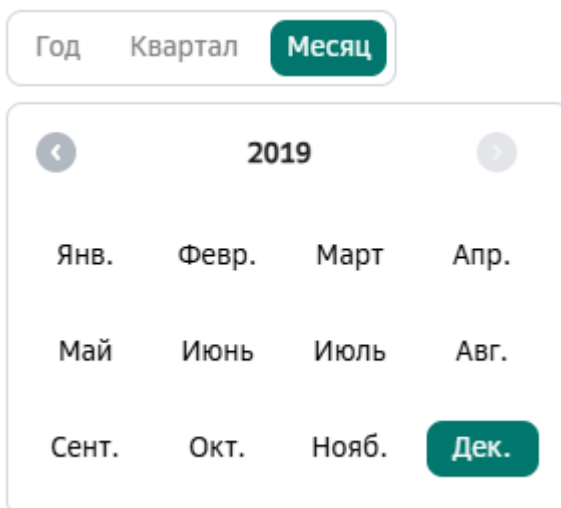 Год Квартал Месяц
2019
Янв. Февр. Март Апр.
Май Июнь Июль Авг.
Сент. Окт. Нояб. Дек.